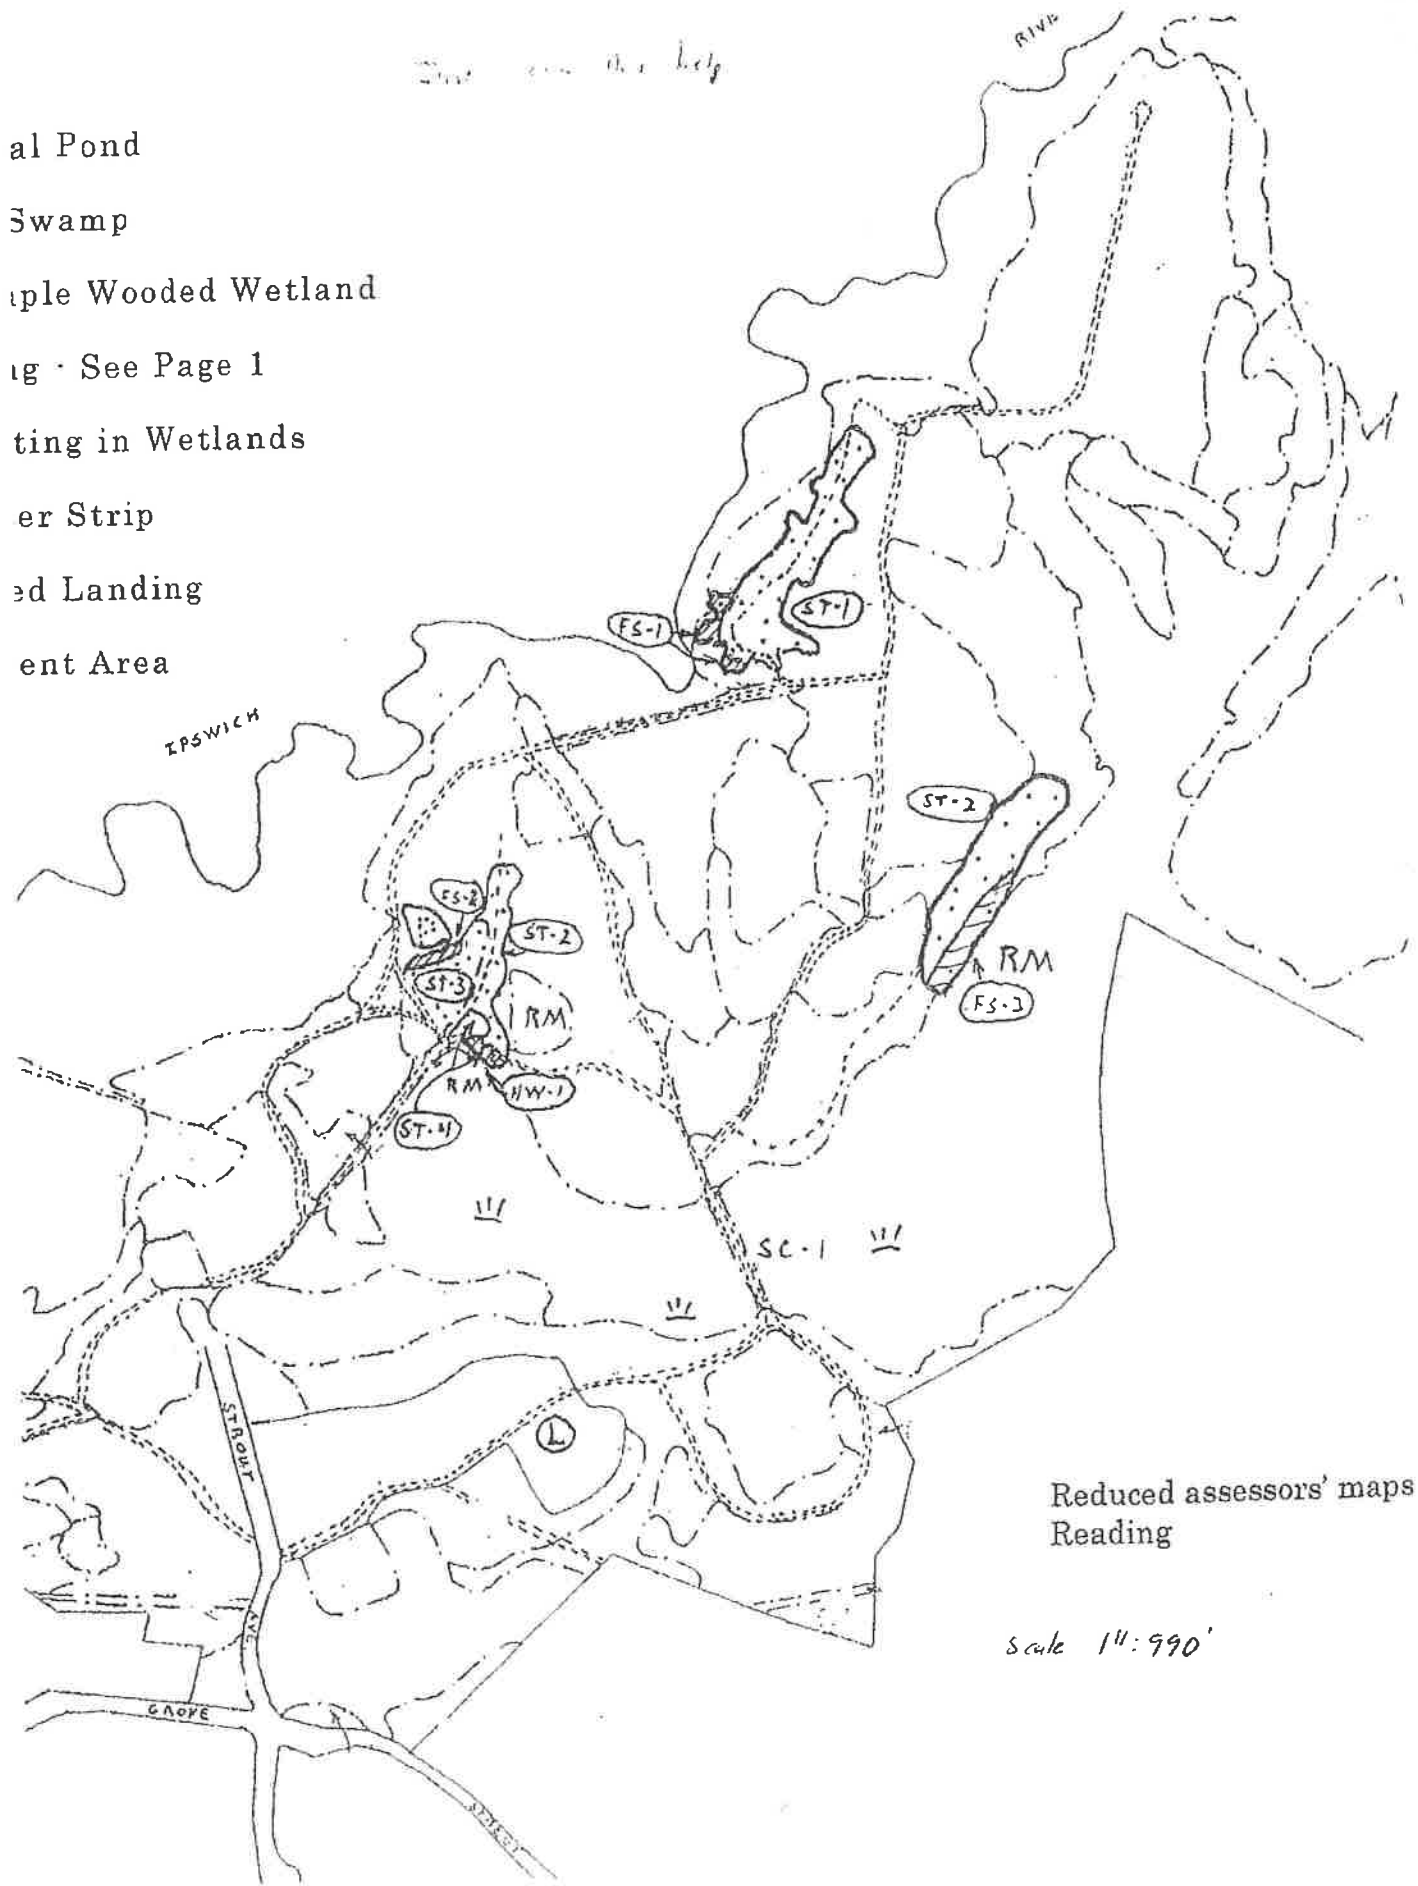 RIVE
al Pond
Swamp
aple Wooded Wetland
ng · See Page 1
ting in Wetlands
er Strip
ed Landing
ent Area
IPSWICH
FS-1
ST-1
ST-2
FS-2
ST-2
ST-3
RM
RM
FS-3
RM
HW-1
ST-4
SC-1
L
STROUT
AVE.
GROVE
STREET
Reduced assessors' maps
Reading
Scale 1":990'